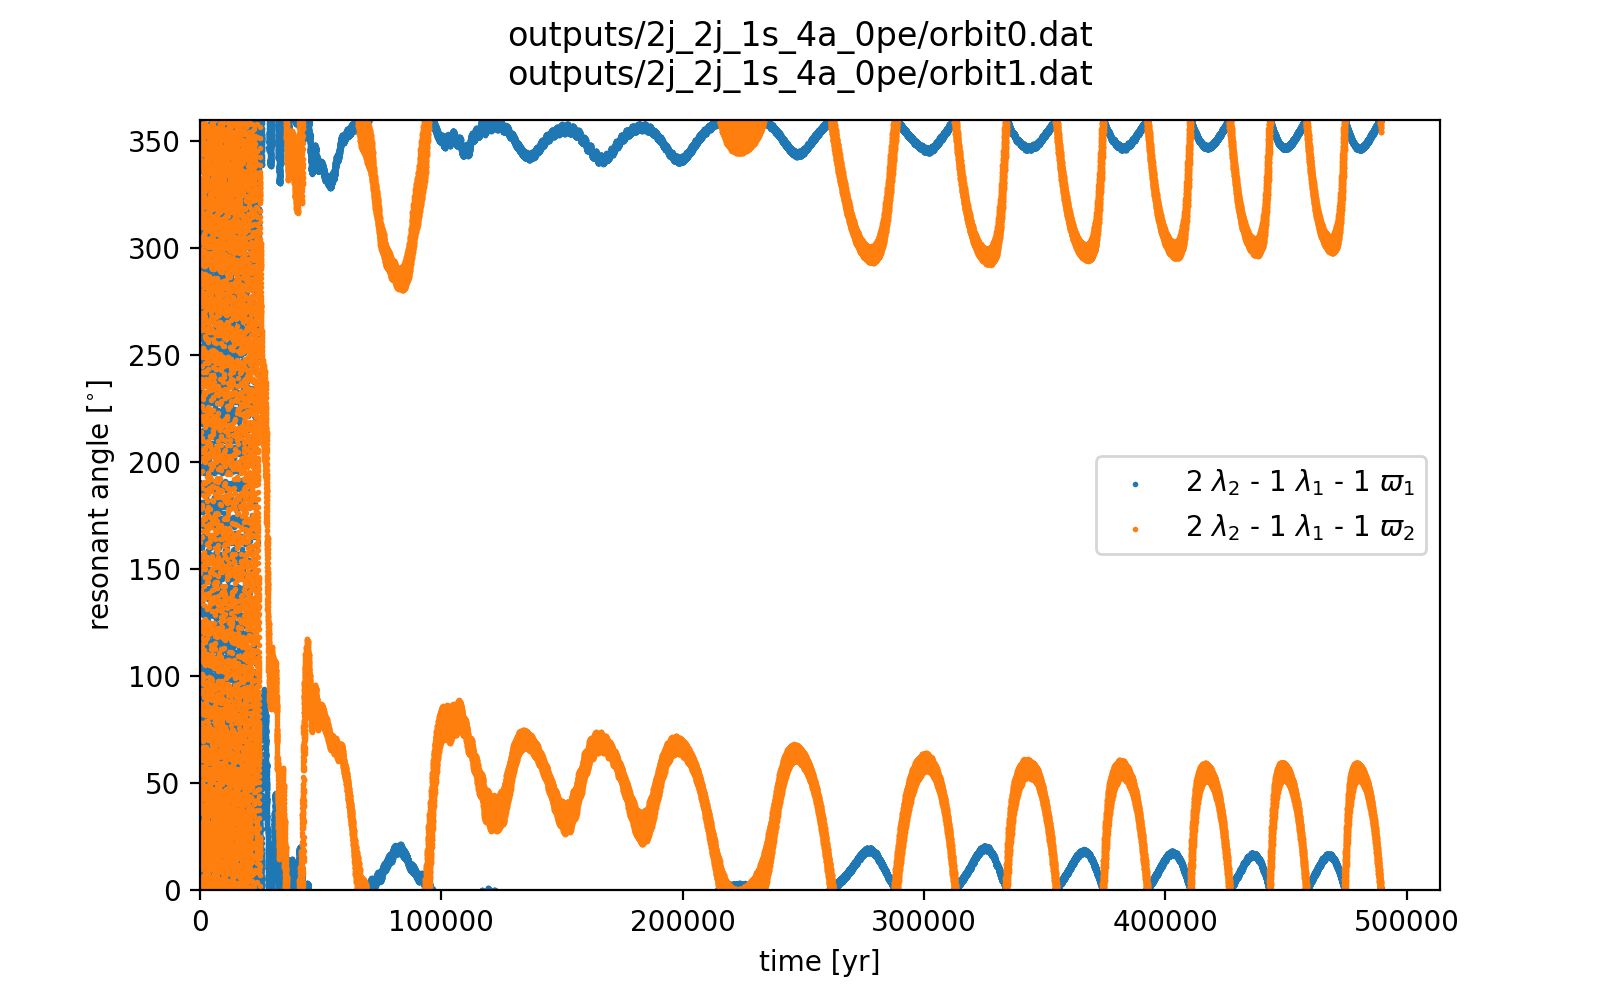 outputs/2j_2j_1s_4a_0pe/orbit0.dat
outputs/2j_2j_1s_4a_0pe/orbit1.dat
350
300
250
200
150
100
50
0
resonant angle [°]
2 λ₂ - 1 λ₁ - 1 ϖ₁
2 λ₂ - 1 λ₁ - 1 ϖ₂
0
100000
200000
300000
400000
500000
time [yr]